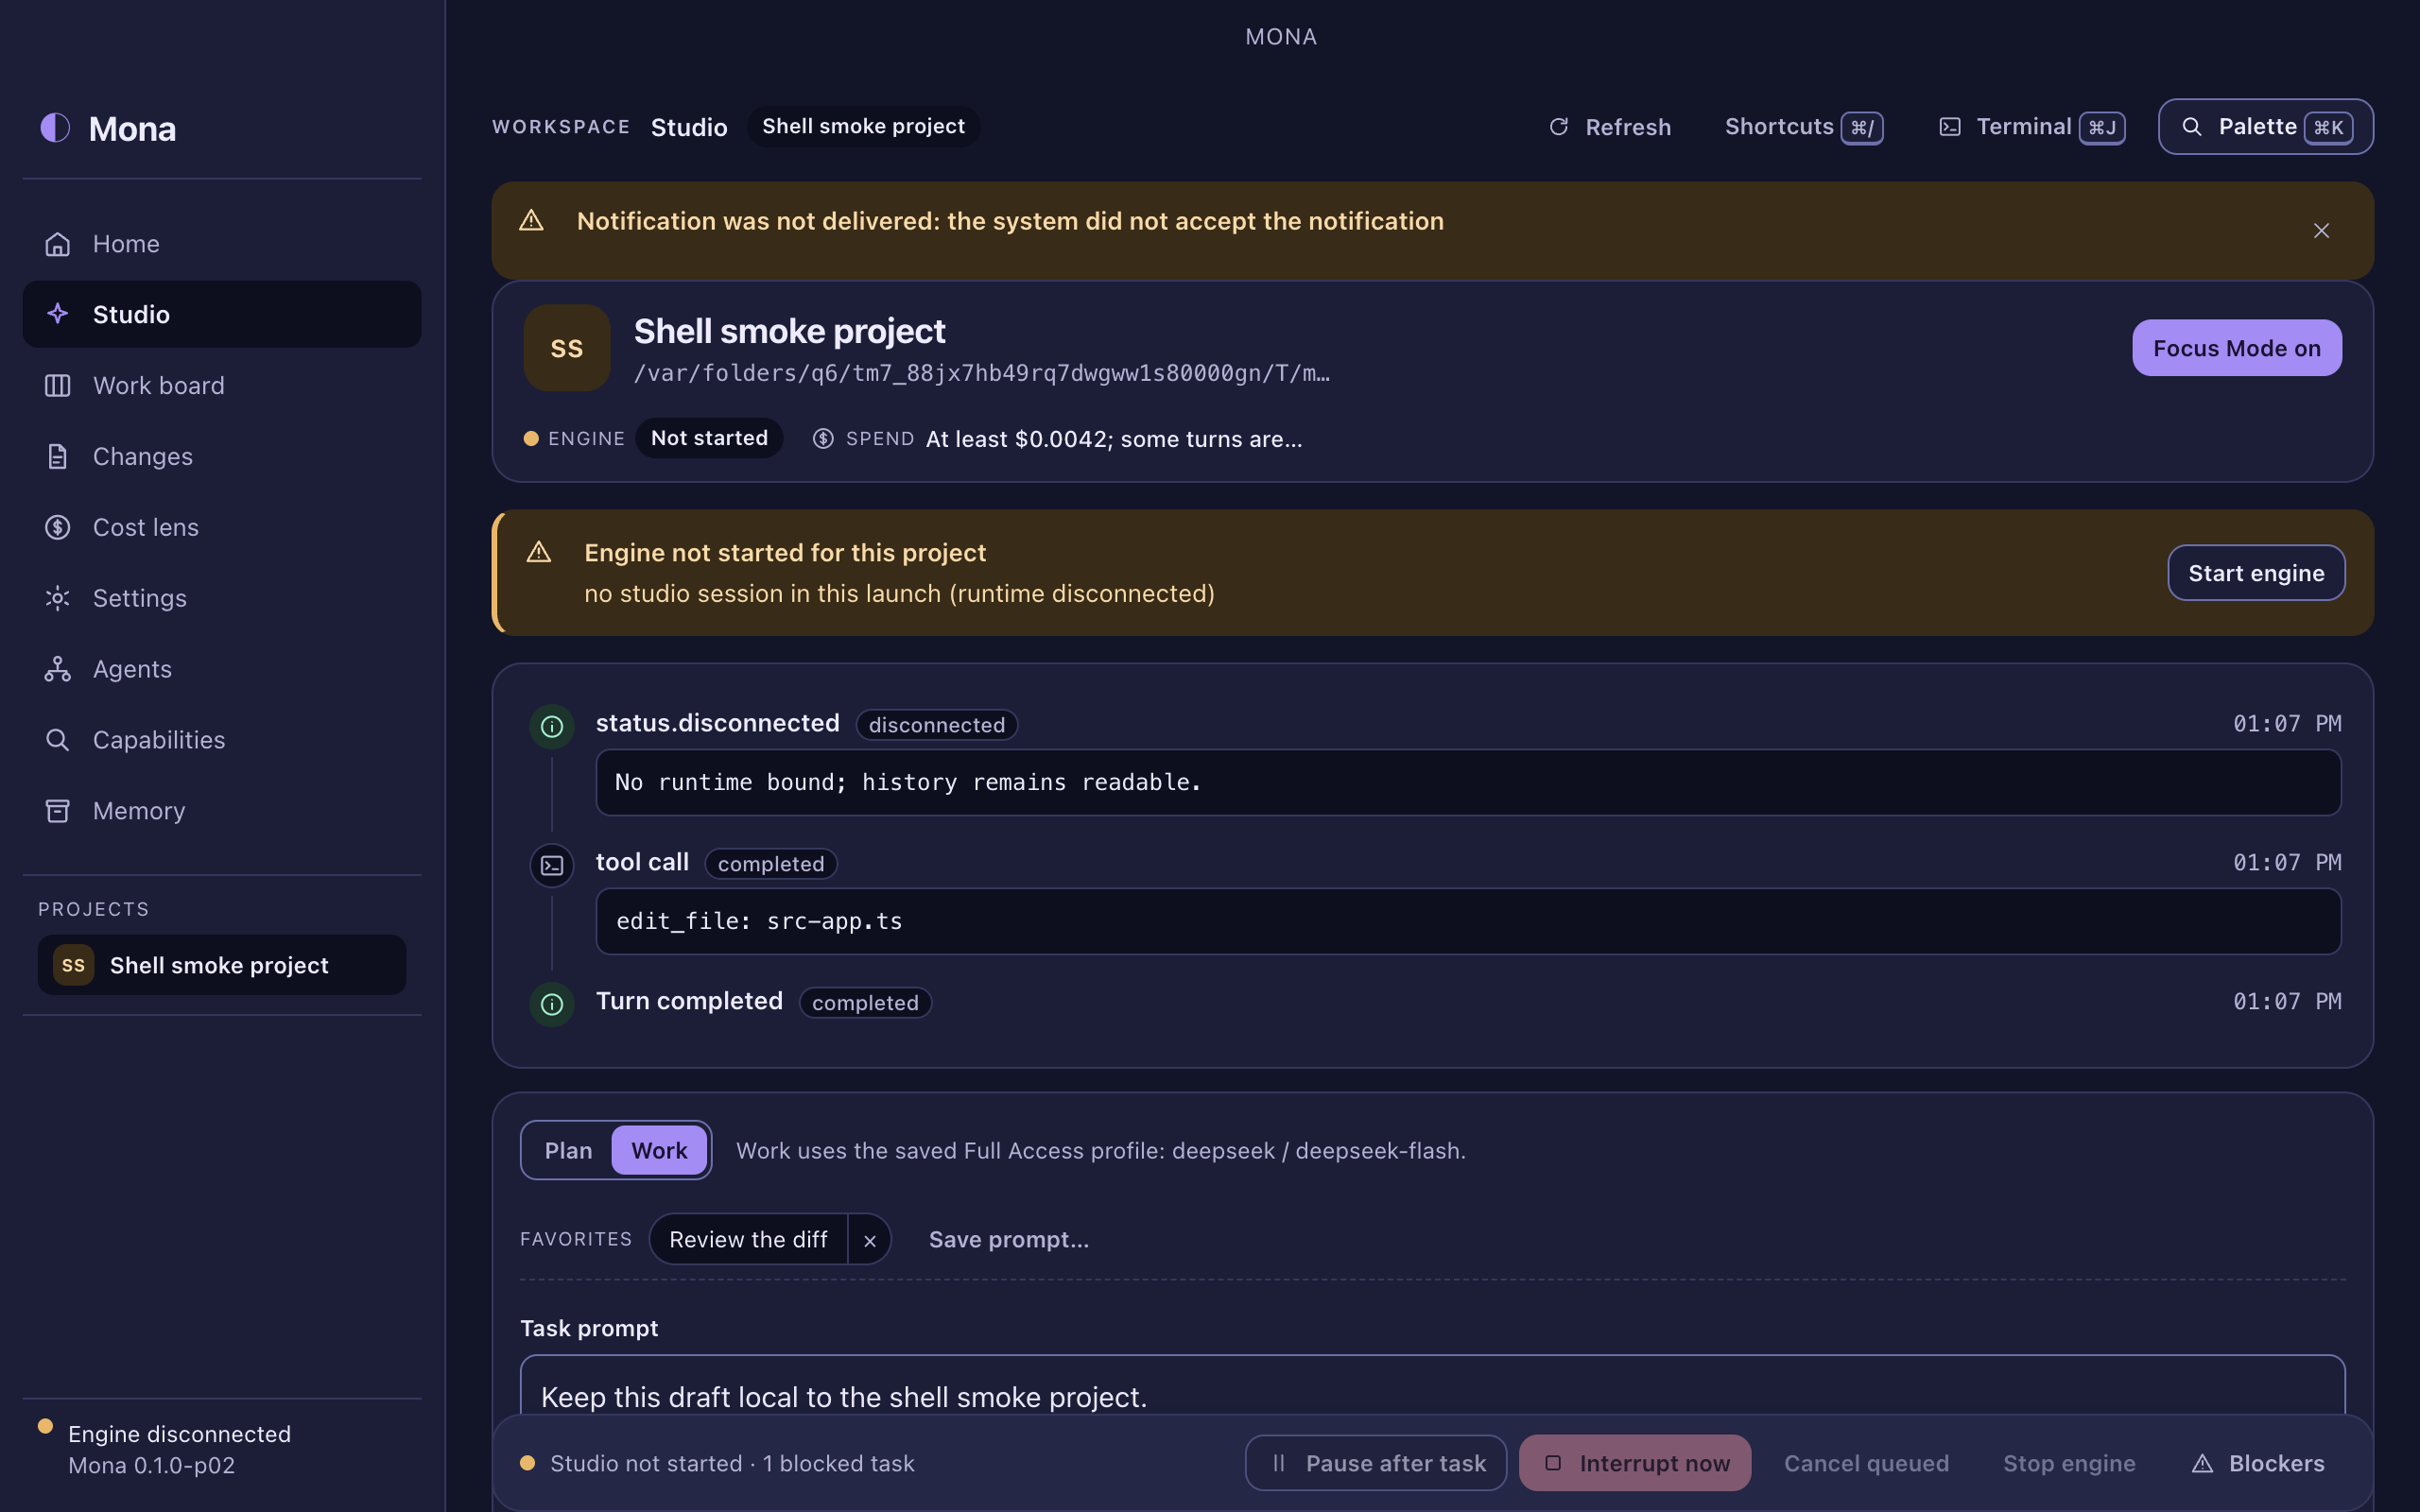 MONA
Mona
Home
Studio
Work board
Changes
Cost lens
Settings
Agents
Capabilities
Memory
PROJECTS
SS Shell smoke project
Engine disconnected
Mona 0.1.0-p02
WORKSPACE Studio Shell smoke project
Refresh Shortcuts ⌘/ Terminal ⌘J Palette ⌘K
Notification was not delivered: the system did not accept the notification
SS
Shell smoke project
/var/folders/q6/tm7_88jx7hb49rq7dwgww1s80000gn/T/m…
Focus Mode on
ENGINE Not started SPEND At least $0.0042; some turns are...
Engine not started for this project
no studio session in this launch (runtime disconnected)
Start engine
status.disconnected disconnected 01:07 PM
No runtime bound; history remains readable.
tool call completed 01:07 PM
edit_file: src-app.ts
Turn completed completed 01:07 PM
Plan Work Work uses the saved Full Access profile: deepseek / deepseek-flash.
FAVORITES Review the diff × Save prompt...
Task prompt
Keep this draft local to the shell smoke project.
Studio not started · 1 blocked task
Pause after task Interrupt now Cancel queued Stop engine Blockers